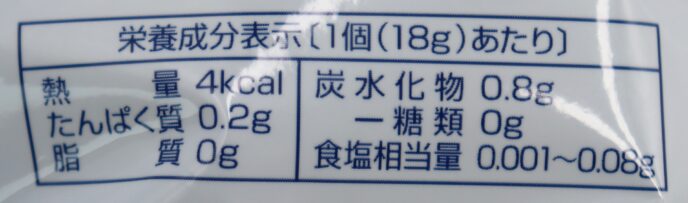 栄養成分表示〔1個(18g)あたり〕
熱量 4kcal
たんぱく質 0.2g
脂質 0g
炭水化物 0.8g
－糖類 0g
食塩相当量 0.001〜0.08g